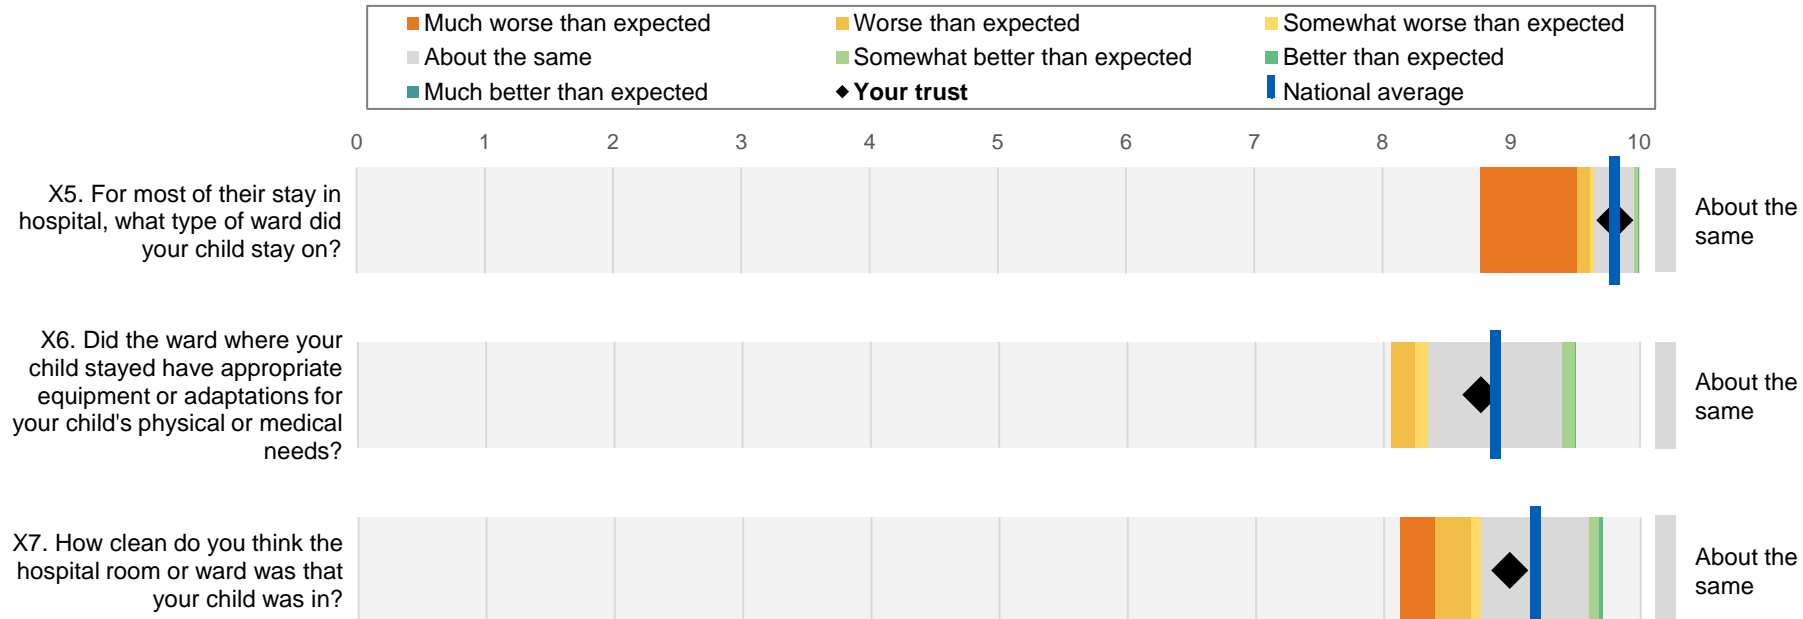 Much worse than expected Worse than expected Somewhat worse than expected
About the same Somewhat better than expected Better than expected
Much better than expected Your trust National average
0 1 2 3 4 5 6 7 8 9 10
X5. For most of their stay in
hospital, what type of ward did
your child stay on?
About the
same
X6. Did the ward where your
child stayed have appropriate
equipment or adaptations for
your child's physical or medical
needs?
About the
same
X7. How clean do you think the
hospital room or ward was that
your child was in?
About the
same